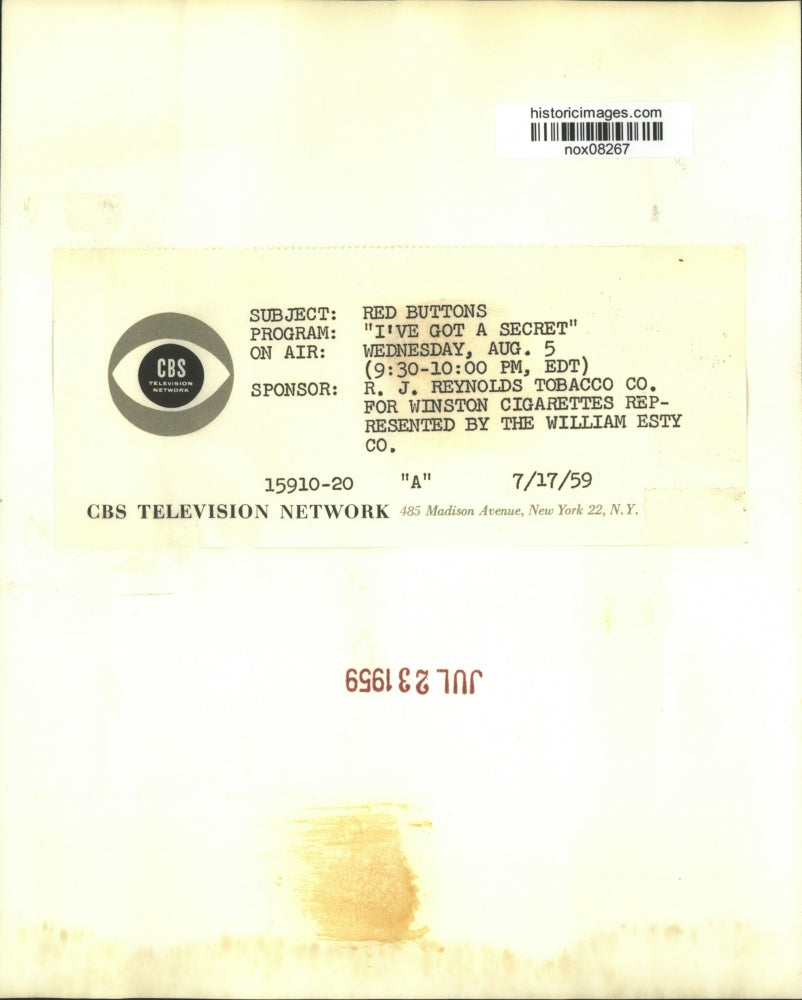 historicimages.com
nox08267
CBS
TELEVISION
NETWORK
SUBJECT: RED BUTTONS
PROGRAM: "I'VE GOT A SECRET"
ON AIR: WEDNESDAY, AUG. 5
(9:30-10:00 PM, EDT)
SPONSOR: R. J. REYNOLDS TOBACCO CO.
FOR WINSTON CIGARETTES REP-
RESENTED BY THE WILLIAM ESTY
CO.
15910-20 "A" 7/17/59
CBS TELEVISION NETWORK 485 Madison Avenue, New York 22, N.Y.
JUL 23 1959